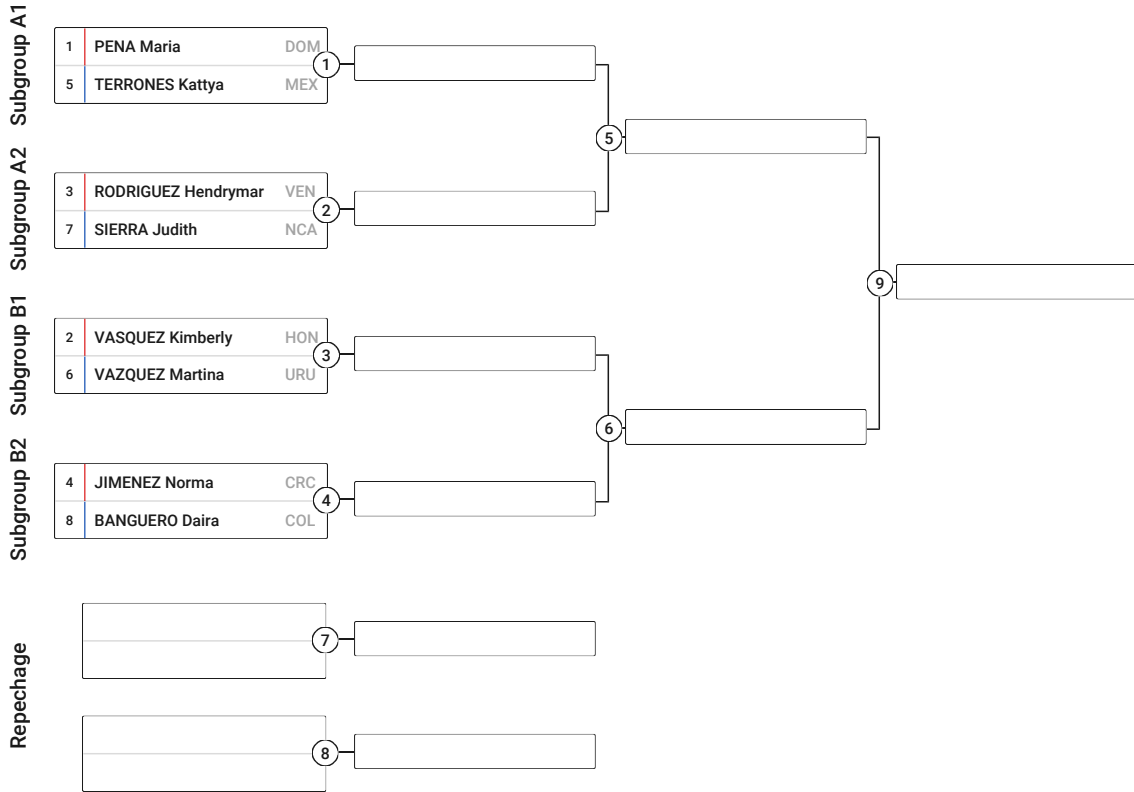 Subgroup A1
1 PENA Maria DOM
1
5 TERRONES Kattya MEX
5
Subgroup A2
3 RODRIGUEZ Hendrymar VEN
2
7 SIERRA Judith NCA
9
Subgroup B1
2 VASQUEZ Kimberly HON
3
6 VAZQUEZ Martina URU
6
Subgroup B2
4 JIMENEZ Norma CRC
4
8 BANGUERO Daira COL
Repechage
7
8